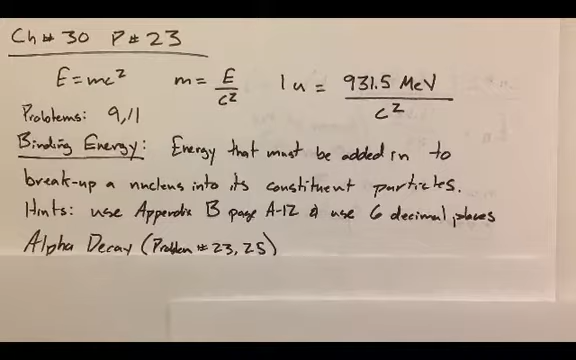 Ch # 30 P # 23
E = mc² m = E/c² 1 u = 931.5 MeV/c²
Problems: 9, 11
Binding Energy: Energy that must be added in to
break-up a nucleus into its constituent particles.
Hints: use Appendix B page A-12 & use 6 decimal places
Alpha Decay (Problem # 23, 25)